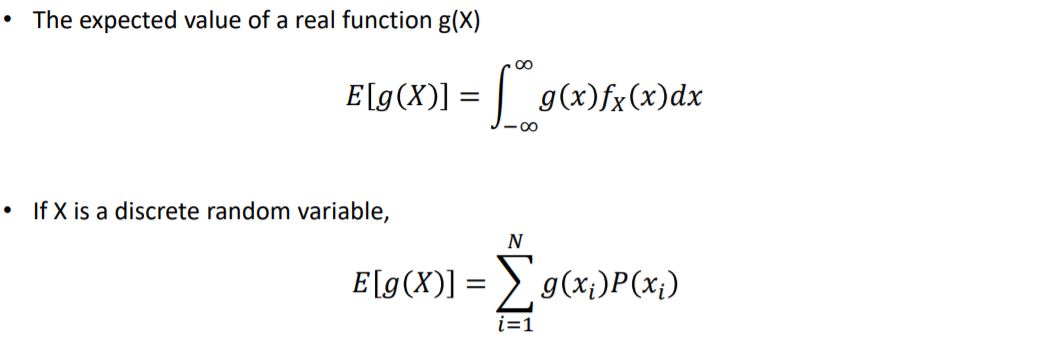 • The expected value of a real function g(X)
E[g(X)] = ∫_{-∞}^{∞} g(x)f_X(x)dx
• If X is a discrete random variable,
E[g(X)] = ∑_{i=1}^{N} g(x_i)P(x_i)